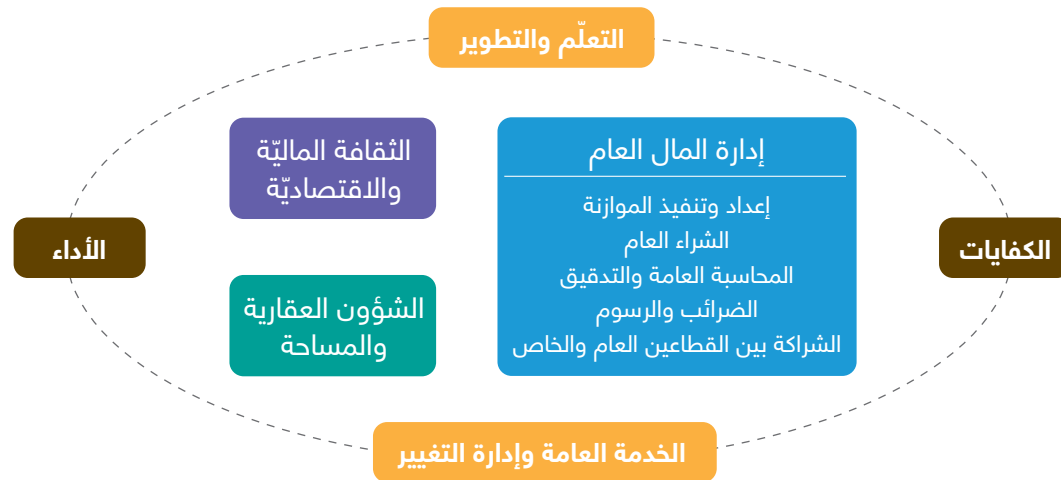 التعلّم والتطوير
إدارة المال العام
إعداد وتنفيذ الموازنة
الشراء العام
المحاسبة العامة والتدقيق
الضرائب والرسوم
الشراكة بين القطاعين العام والخاص
الثقافة الماليّة
والاقتصاديّة
الشؤون العقارية
والمساحة
الكفايات
الأداء
الخدمة العامة وإدارة التغيير